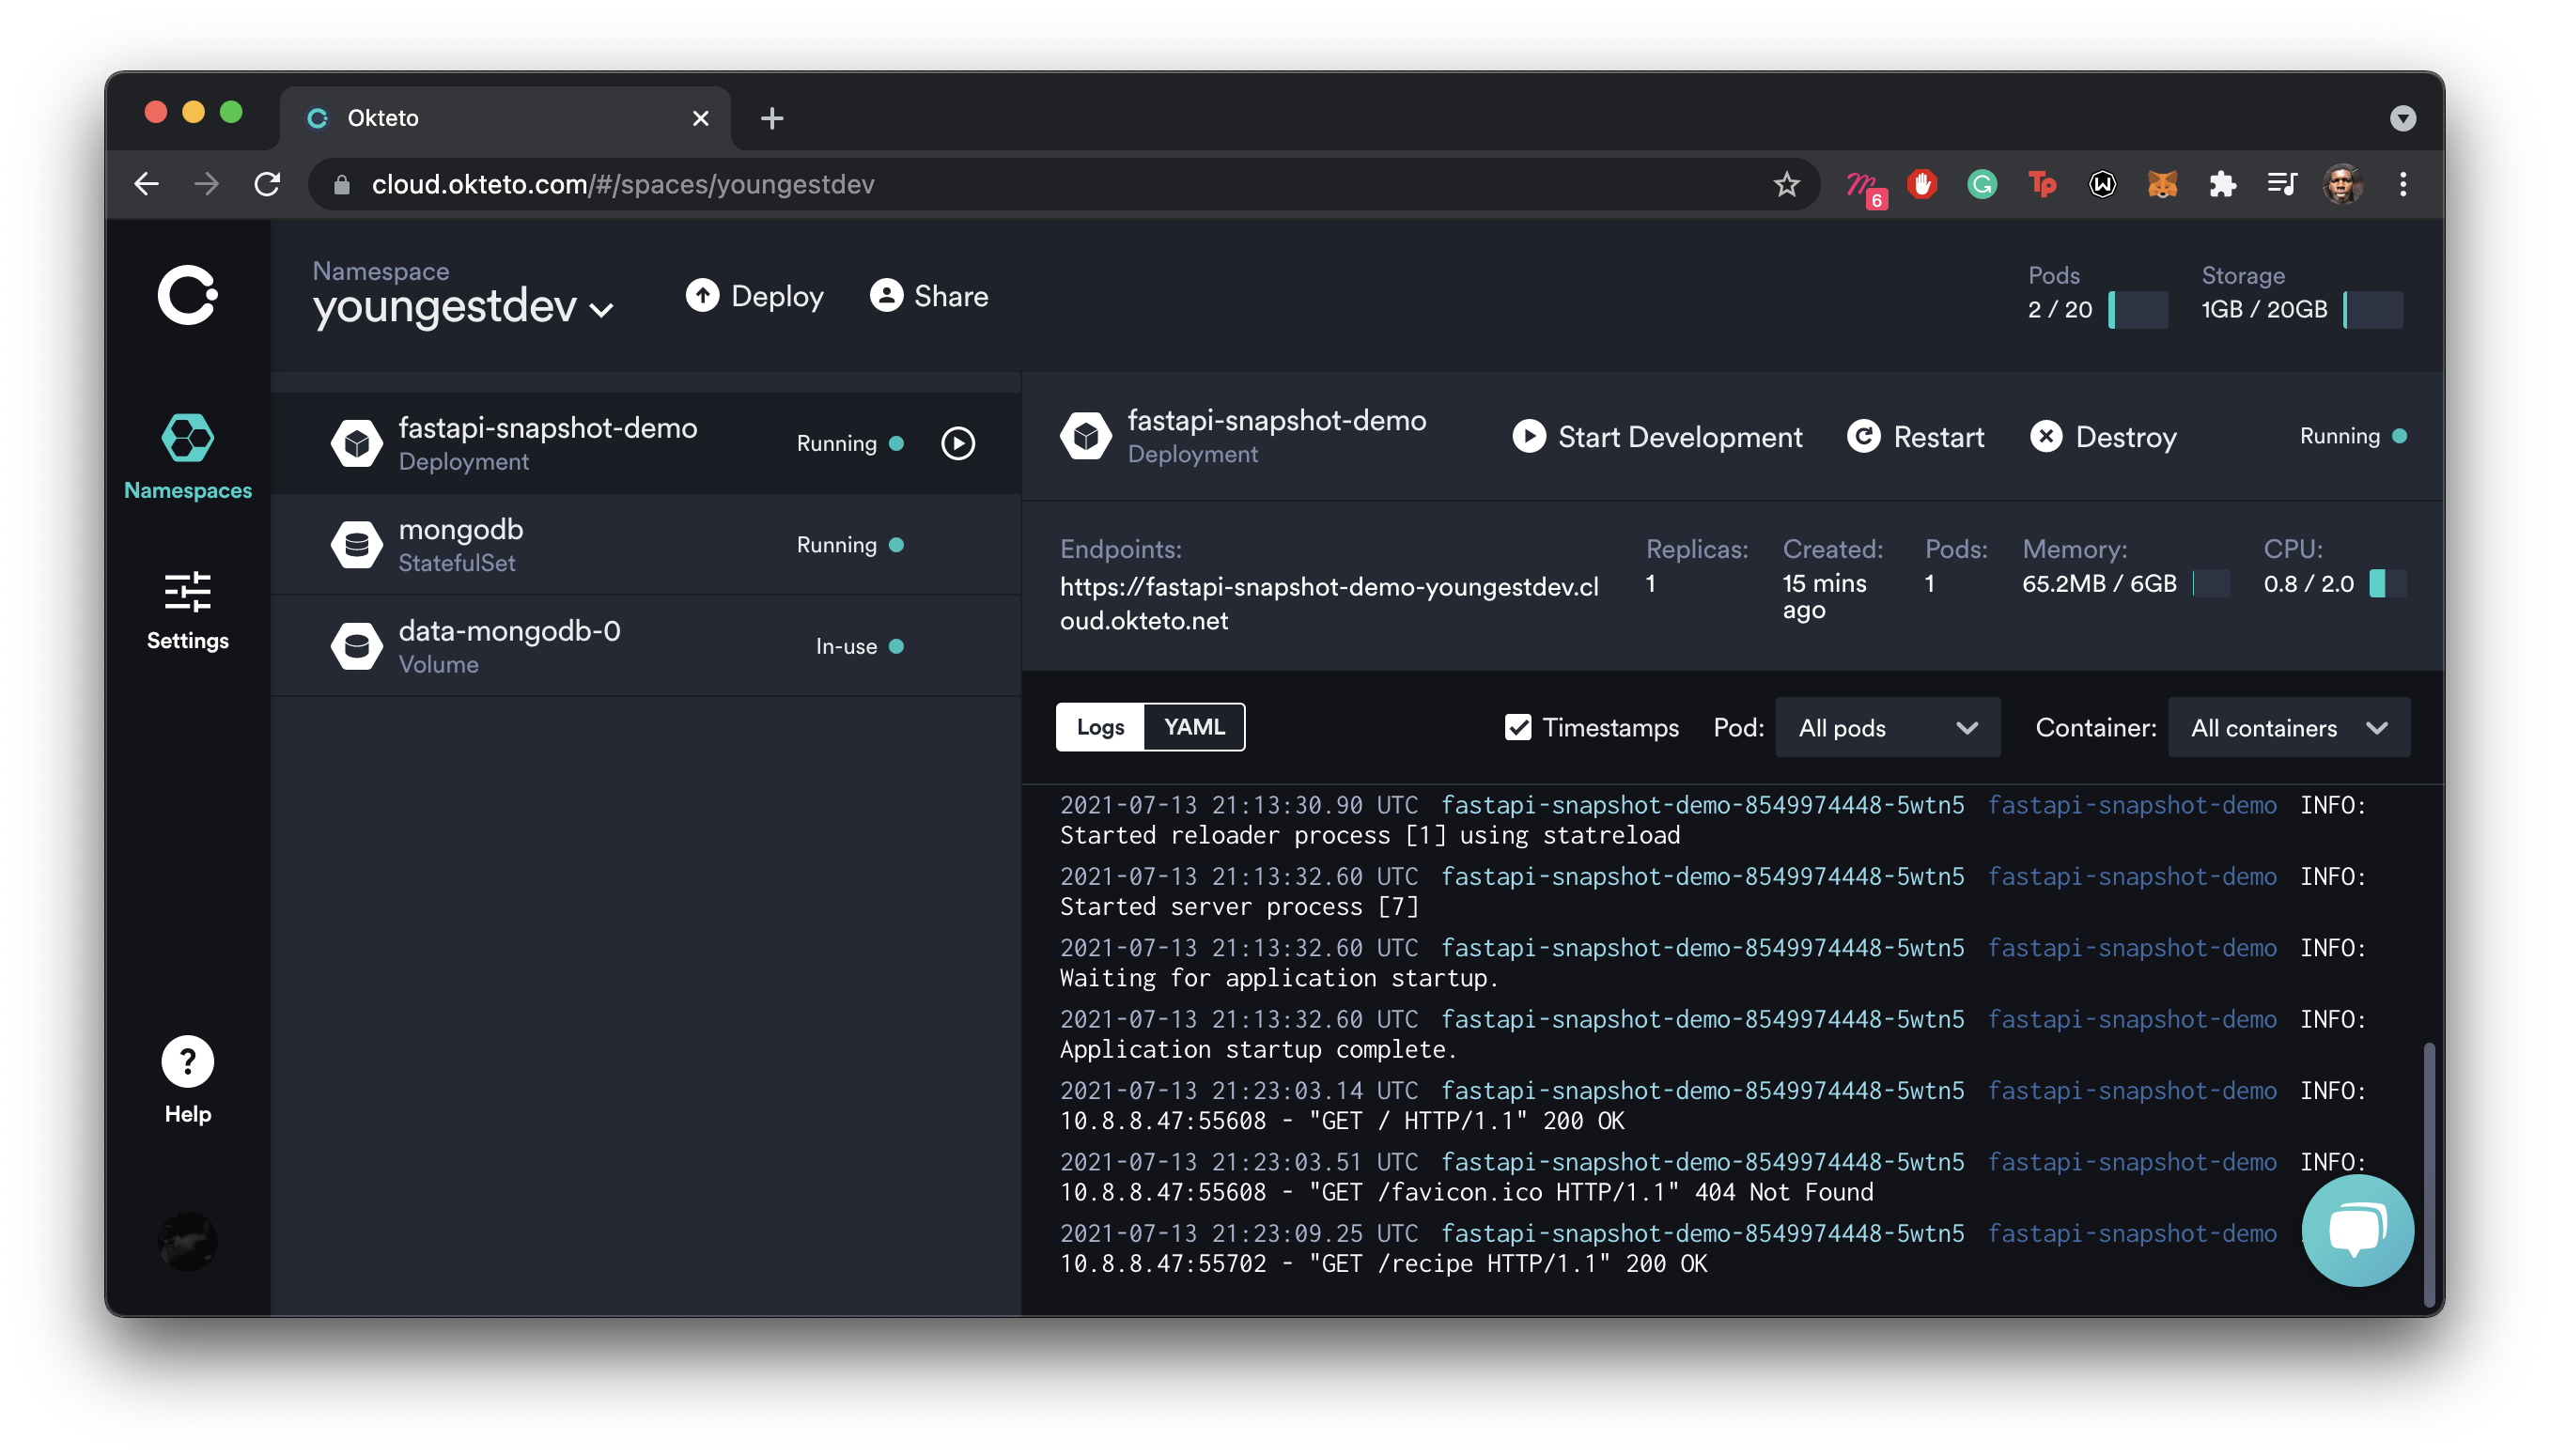 Okteto
cloud.okteto.com/#/spaces/youngestdev
6
Namespace
youngestdev
Deploy
Share
Pods
2 / 20
Storage
1GB / 20GB
Namespaces
Settings
Help
fastapi-snapshot-demo
Deployment
Running
mongodb
StatefulSet
Running
data-mongodb-0
Volume
In-use
fastapi-snapshot-demo
Deployment
Start Development
Restart
Destroy
Running
Endpoints:
https://fastapi-snapshot-demo-youngestdev.cl
oud.okteto.net
Replicas:
1
Created:
15 mins
ago
Pods:
1
Memory:
65.2MB / 6GB
CPU:
0.8 / 2.0
Logs
YAML
Timestamps
Pod:
All pods
Container:
All containers
2021-07-13 21:13:30.90 UTC fastapi-snapshot-demo-8549974448-5wtn5 fastapi-snapshot-demo INFO:
Started reloader process [1] using statreload
2021-07-13 21:13:32.60 UTC fastapi-snapshot-demo-8549974448-5wtn5 fastapi-snapshot-demo INFO:
Started server process [7]
2021-07-13 21:13:32.60 UTC fastapi-snapshot-demo-8549974448-5wtn5 fastapi-snapshot-demo INFO:
Waiting for application startup.
2021-07-13 21:13:32.60 UTC fastapi-snapshot-demo-8549974448-5wtn5 fastapi-snapshot-demo INFO:
Application startup complete.
2021-07-13 21:23:03.14 UTC fastapi-snapshot-demo-8549974448-5wtn5 fastapi-snapshot-demo INFO:
10.8.8.47:55608 - "GET / HTTP/1.1" 200 OK
2021-07-13 21:23:03.51 UTC fastapi-snapshot-demo-8549974448-5wtn5 fastapi-snapshot-demo INFO:
10.8.8.47:55608 - "GET /favicon.ico HTTP/1.1" 404 Not Found
2021-07-13 21:23:09.25 UTC fastapi-snapshot-demo-8549974448-5wtn5 fastapi-snapshot-demo
10.8.8.47:55702 - "GET /recipe HTTP/1.1" 200 OK